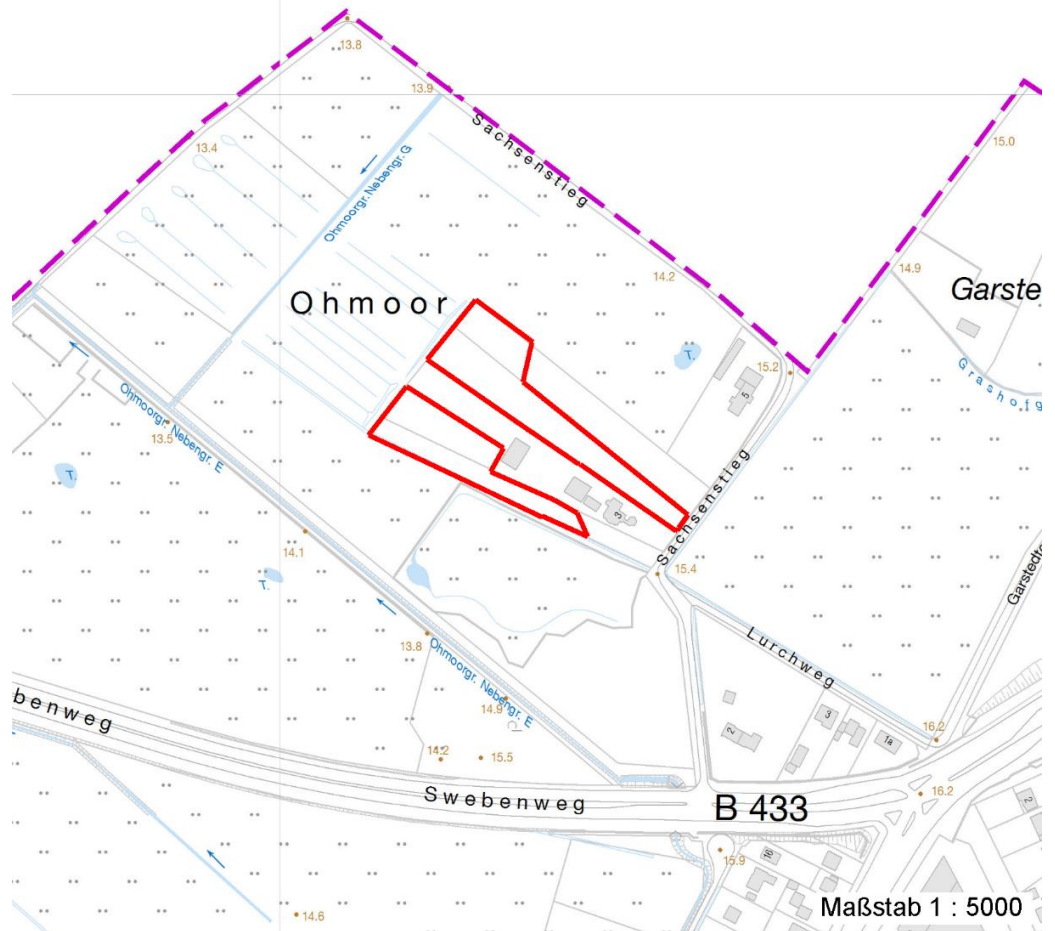 13.8
13.9
Sachsenstieg
15.0
13.4
Ohmoorgr. Nebengr. G
14.2
14.9
Ohmoor
Garste
T.
15.2
5
Grashofg
Ohmoorgr. Nebengr. E
13.5
T.
Sachsenstieg
3
14.1
T.
15.4
Garstedte
13.8
Lurchweg
Ohmoorgr. Nebengr. E
14.9
benweg
2
3
1a
16.2
14.2
15.5
Swebenweg
B 433
16.2
2
15.9
16
14.6
Maßstab 1 : 5000